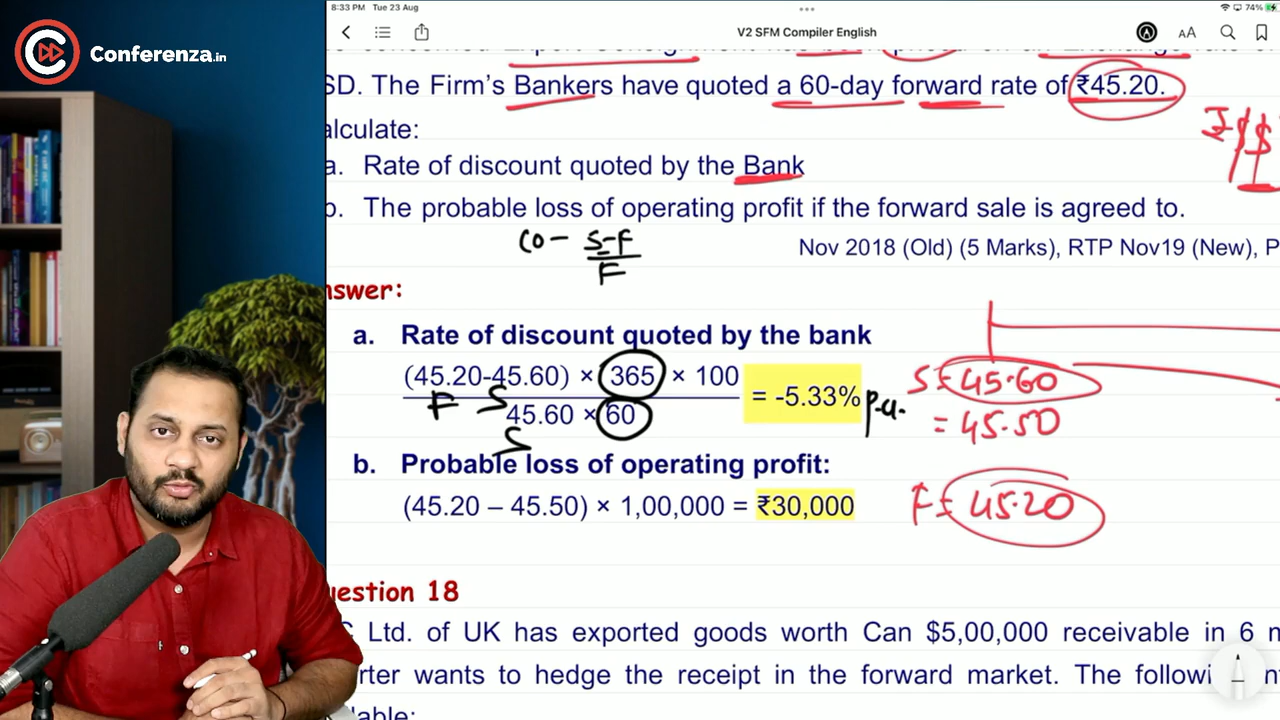 8:33 PM Tue 23 Aug
74%
Conferenza.in
V2 SFM Compiler English
AA
SD. The Firm's Bankers have quoted a 60-day forward rate of ₹45.20.
₹/$ $
alculate:
a. Rate of discount quoted by the Bank
b. The probable loss of operating profit if the forward sale is agreed to.
S-F
F
Nov 2018 (Old) (5 Marks), RTP Nov19 (New), P
nswer:
a. Rate of discount quoted by the bank
(45.20-45.60) × 365 × 100
F S
45.60 × 60
S
= -5.33% p.a.
S = 45.60
= 45.50
b. Probable loss of operating profit:
(45.20 – 45.50) × 1,00,000 = ₹30,000
F = 45.20
uestion 18
C Ltd. of UK has exported goods worth Can $5,00,000 receivable in 6 m
rter wants to hedge the receipt in the forward market. The followi
lable: